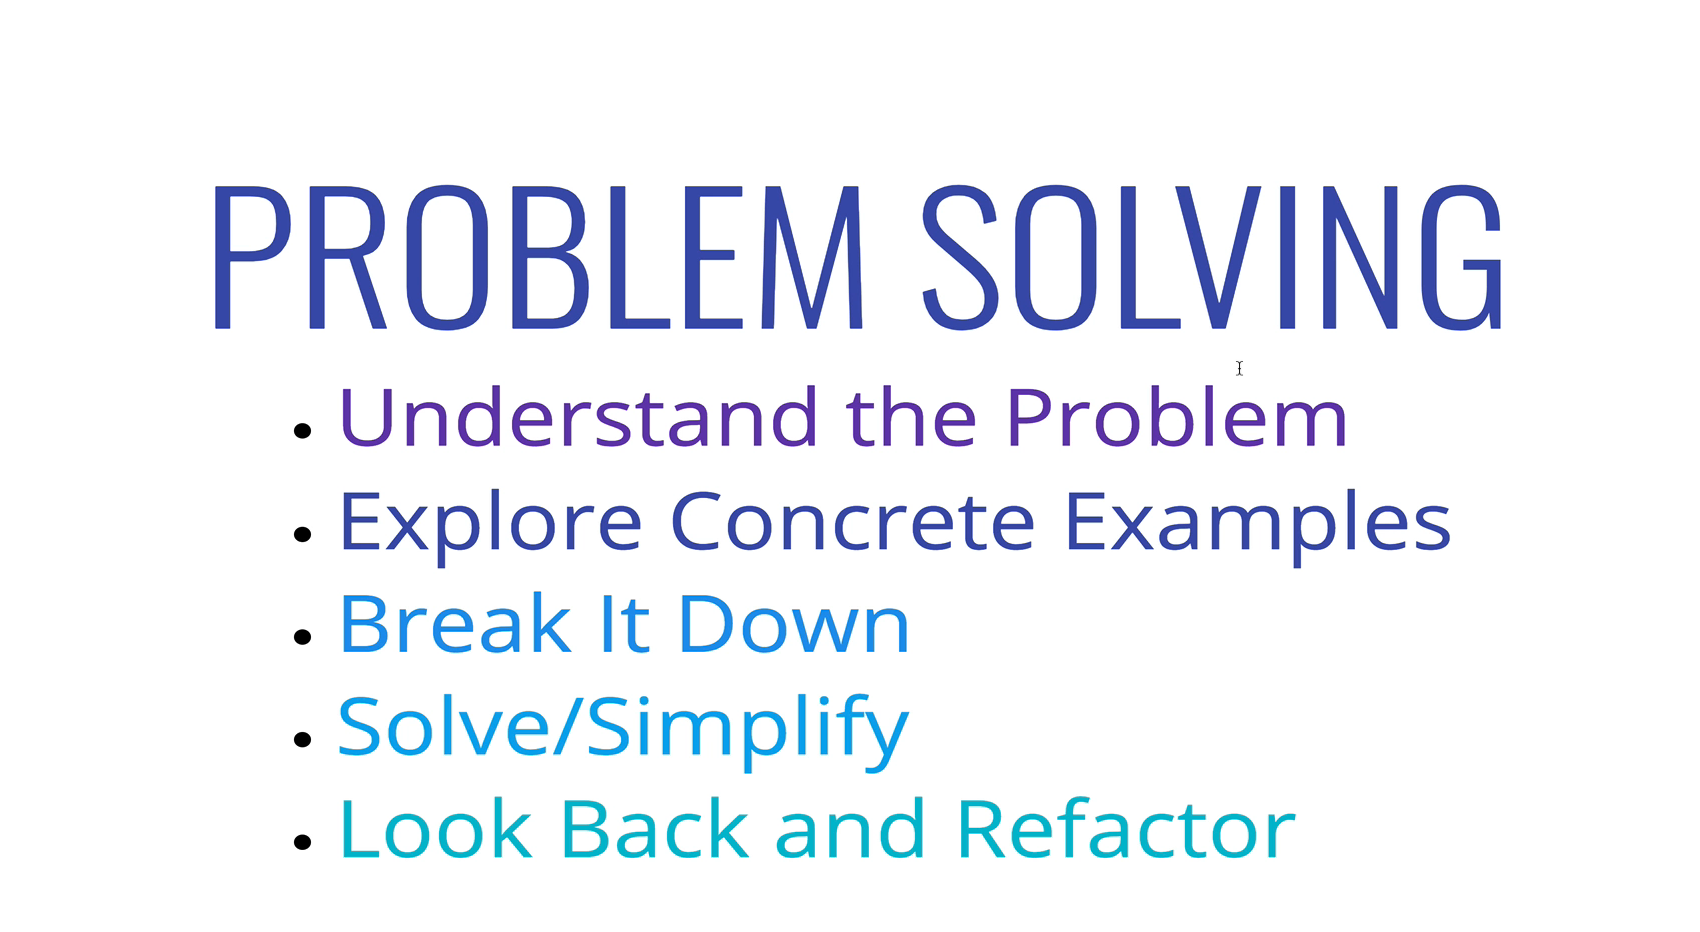 PROBLEM SOLVING
• Understand the Problem
• Explore Concrete Examples
• Break It Down
• Solve/Simplify
• Look Back and Refactor